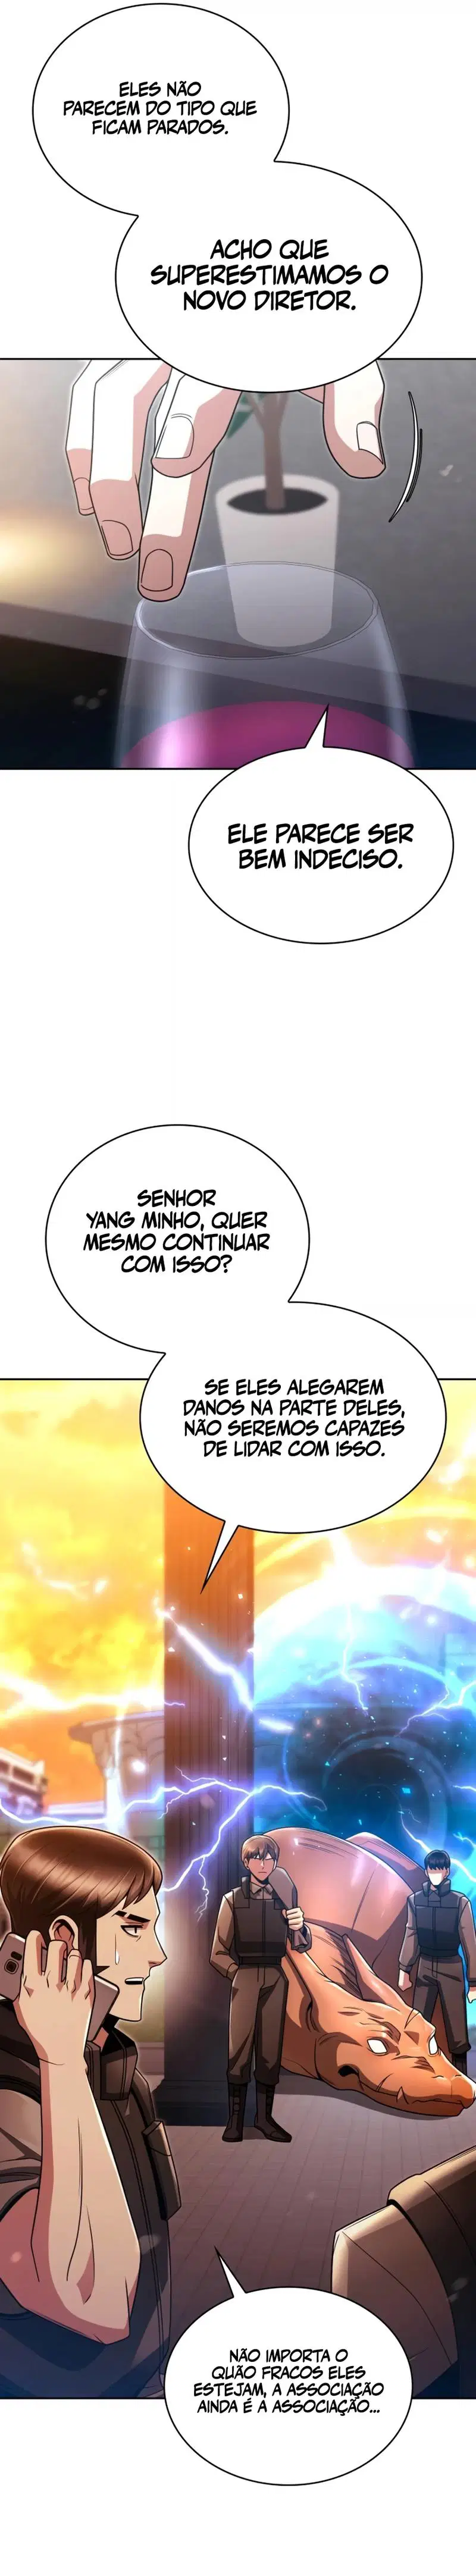 ELES NÃO
PARECEM DO TIPO QUE
FICAM PARADOS.
ACHO QUE
SUPERESTIMAMOS O
NOVO DIRETOR.
ELE PARECE SER
BEM INDECISO.
SENHOR
YANG MINHO, QUER
MESMO CONTINUAR
COM ISSO?
SE ELES ALEGAREM
DANOS NA PARTE DELES,
NÃO SEREMOS CAPAZES
DE LIDAR COM ISSO.
NÃO IMPORTA O
QUÃO FRACOS ELES
ESTEJAM, A ASSOCIAÇÃO
AINDA É A ASSOCIAÇÃO...